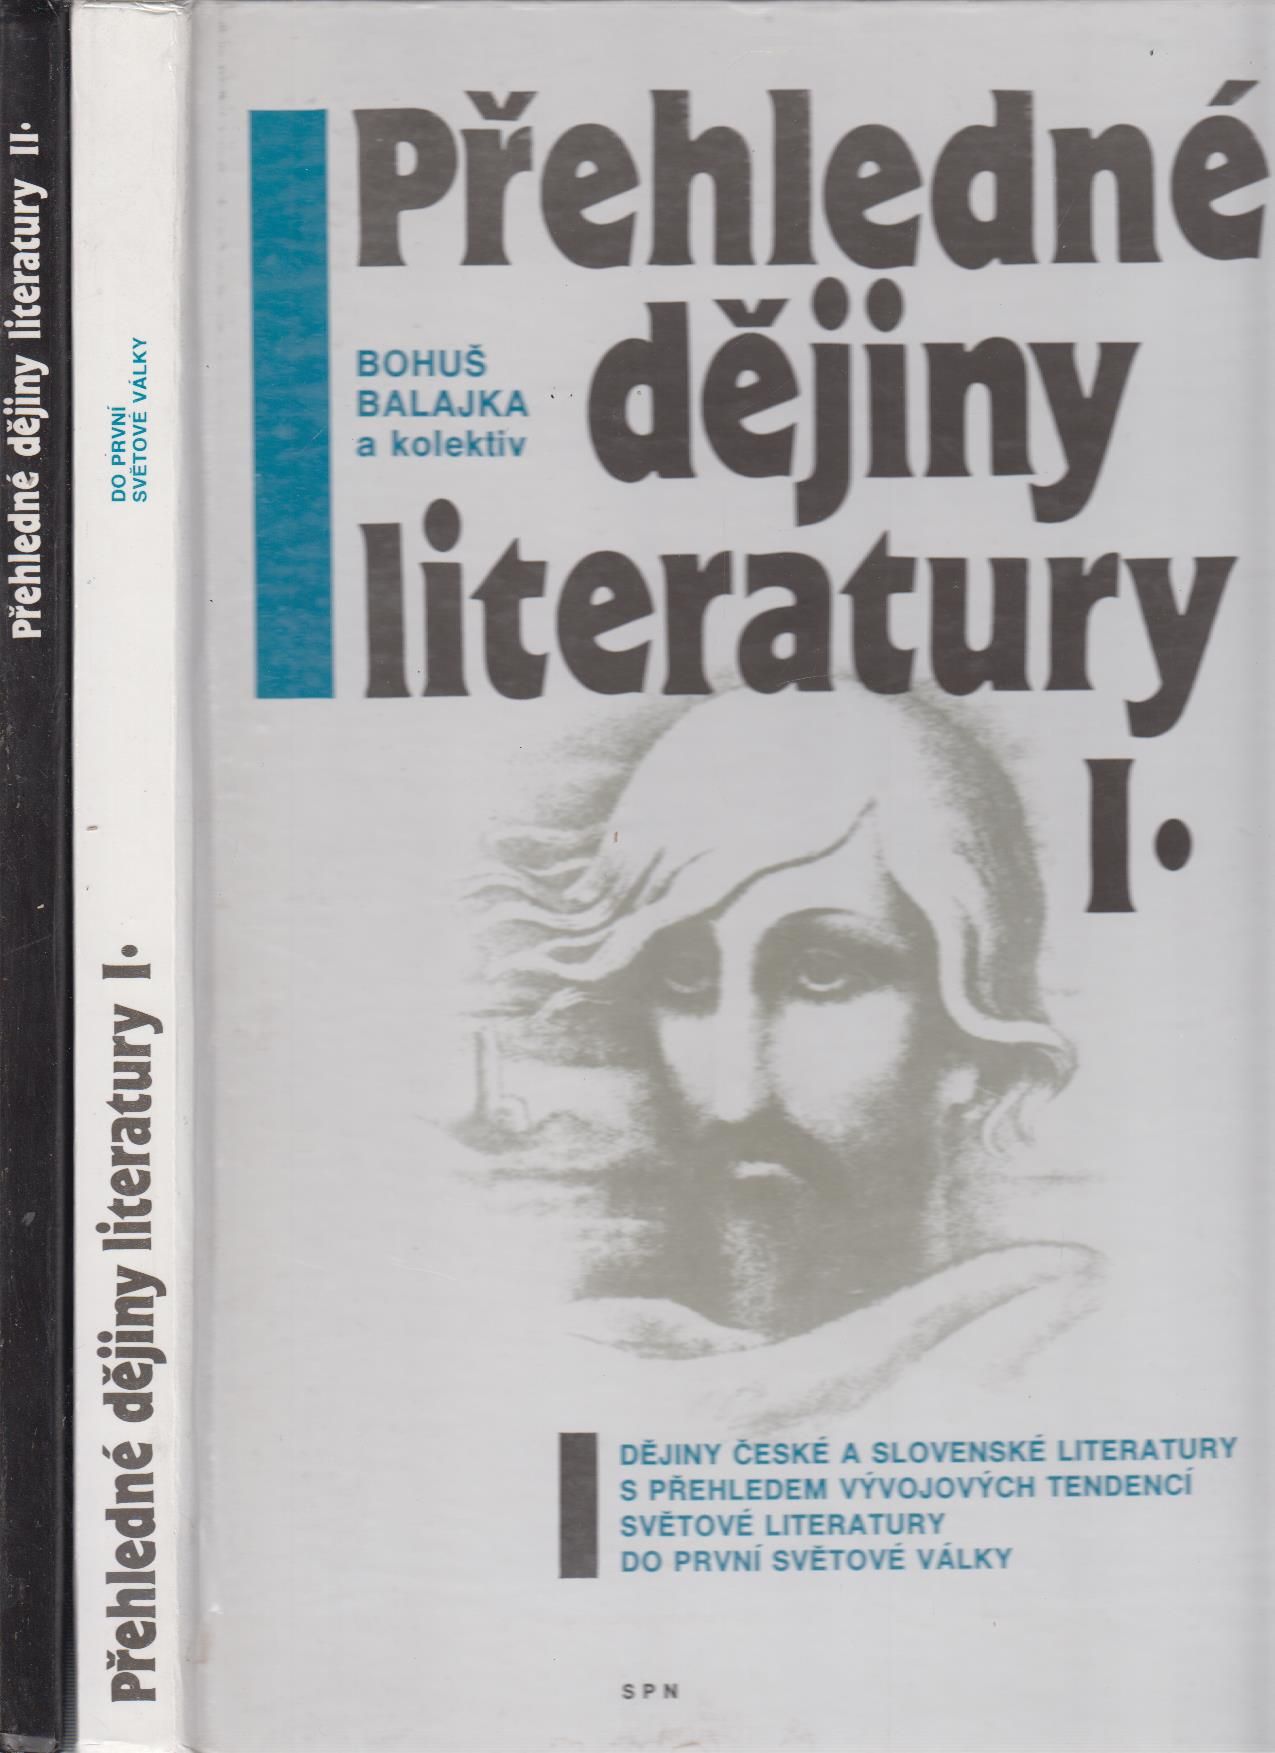 Přehledné dějiny literatury II.
DO PRVNÍ
SVĚTOVÉ VÁLKY
Přehledné dějiny literatury I.
Přehledné
dějiny
literatury
I.
BOHUŠ
BALAJKA
a kolektiv
DĚJINY ČESKÉ A SLOVENSKÉ LITERATURY
S PŘEHLEDEM VÝVOJOVÝCH TENDENCÍ
SVĚTOVÉ LITERATURY
DO PRVNÍ SVĚTOVÉ VÁLKY
SPN